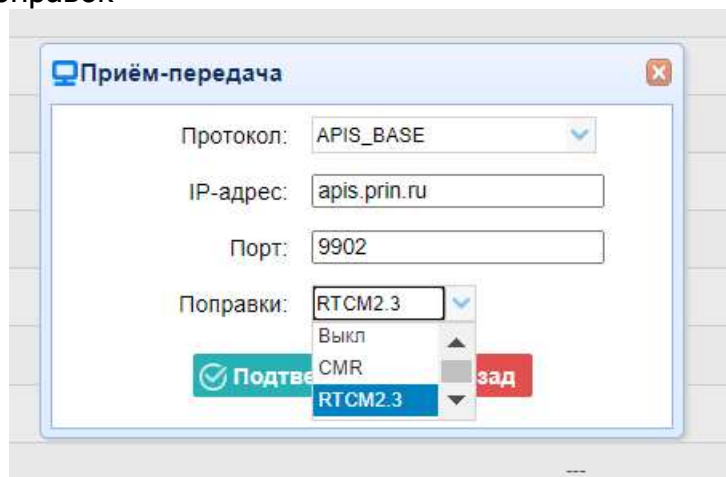 Приём-передача
Протокол: APIS_BASE
IP-адрес: apis.prin.ru
Порт: 9902
Поправки: RTCM2.3
Выкл
CMR
RTCM2.3
---